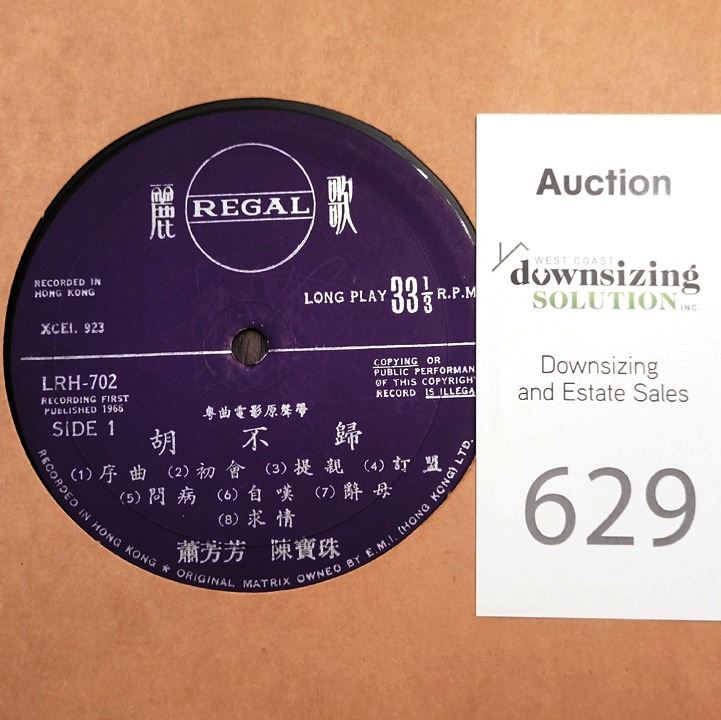 麗 REGAL 歌
RECORDED IN
HONG KONG
LONG PLAY 33 1/3 R.P.M
XCEI. 923
COPYING OR
PUBLIC PERFORMAN
OF THIS COPYRIGHT
RECORD IS ILLEGA
LRH-702
RECORDING FIRST
PUBLISHED 1966
SIDE 1
粵曲電影原聲帶
胡不歸
(1) 序曲 (2) 初會 (3) 提親 (4) 訂盟
(5) 問病 (6) 自嘆 (7) 辭母
(8) 求情
蕭芳芳 陳寶珠
RECORDED IN HONG KONG * ORIGINAL MATRIX OWNED BY E.M.I. (HONG KONG) LTD.
Auction
WEST COAST
downsizing
SOLUTION INC.
Downsizing
and Estate Sales
629